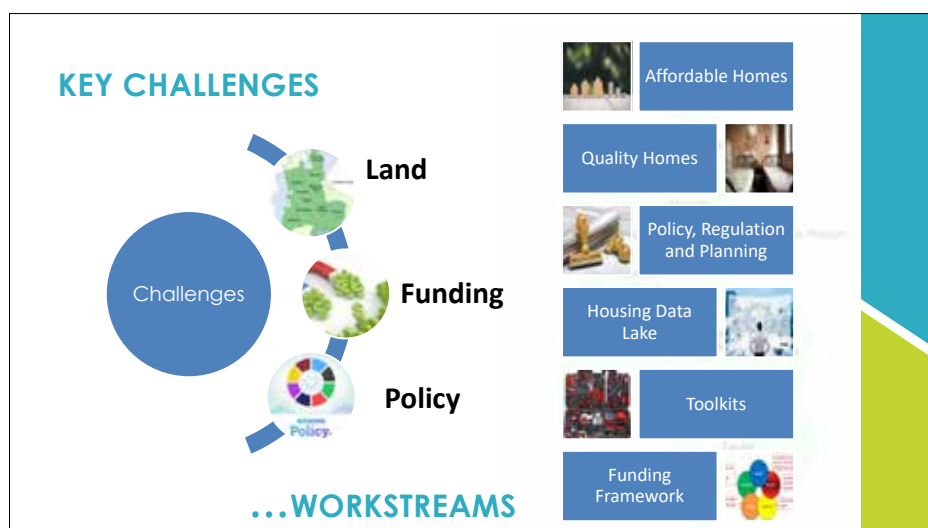 KEY CHALLENGES
Challenges
Land
Funding
Policy
Policy.
...WORKSTREAMS
Affordable Homes
Quality Homes
Policy, Regulation
and Planning
Housing Data
Lake
Toolkits
Funding
Framework